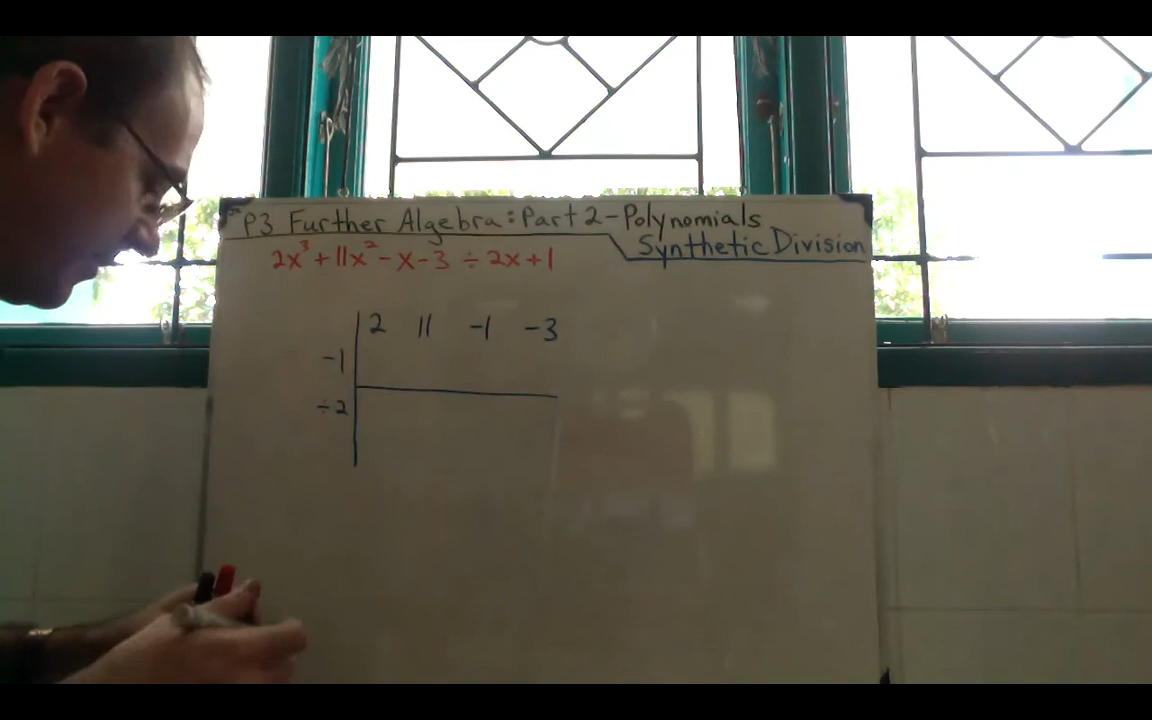 P3 Further Algebra: Part 2 - Polynomials
Synthetic Division
2x³ + 11x² - x - 3 ÷ 2x + 1
2 11 -1 -3
-1
÷2